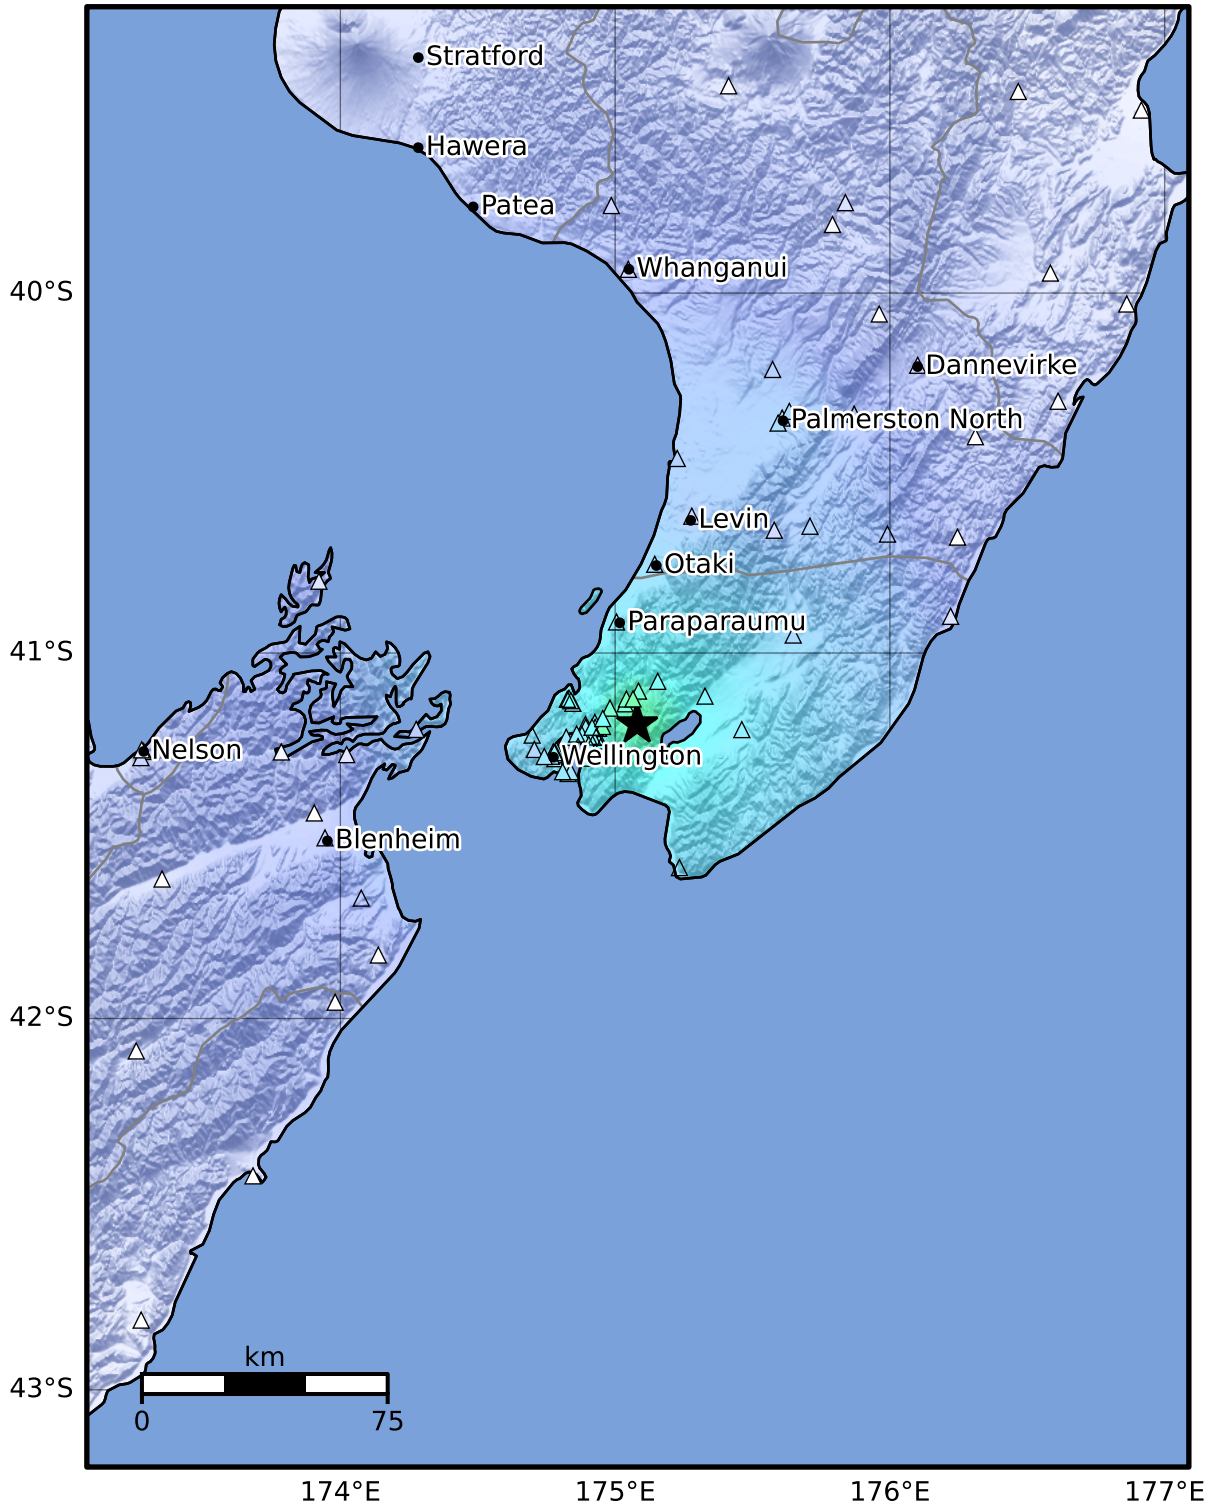 Stratford
Hawera
Patea
Whanganui
40°S
Dannevirke
Palmerston North
Levin
Otaki
Paraparaumu
41°S
Nelson
Wellington
Blenheim
42°S
km
43°S
0 75
174°E 175°E 176°E 177°E